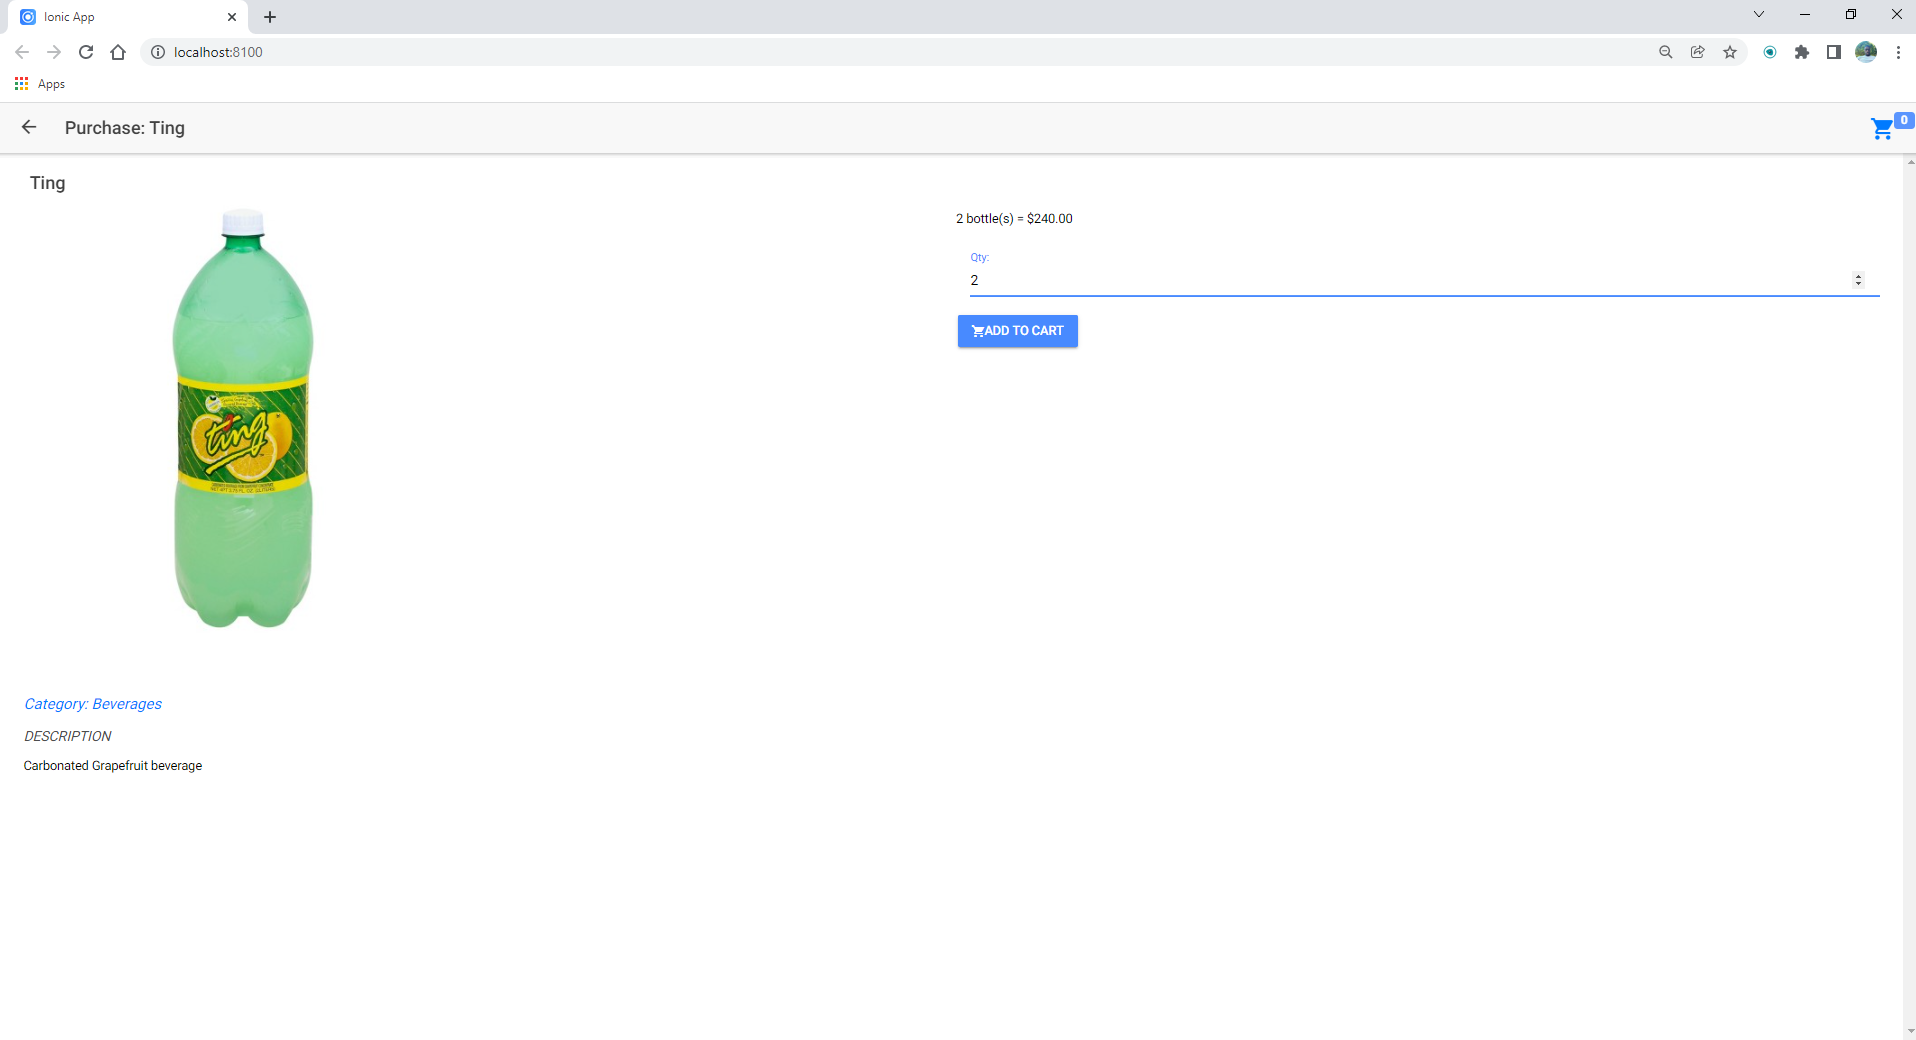 Ionic App
localhost:8100
Apps
Purchase: Ting
0
Ting
2 bottle(s) = $240.00
Qty:
2
ADD TO CART
ting
Category: Beverages
DESCRIPTION
Carbonated Grapefruit beverage